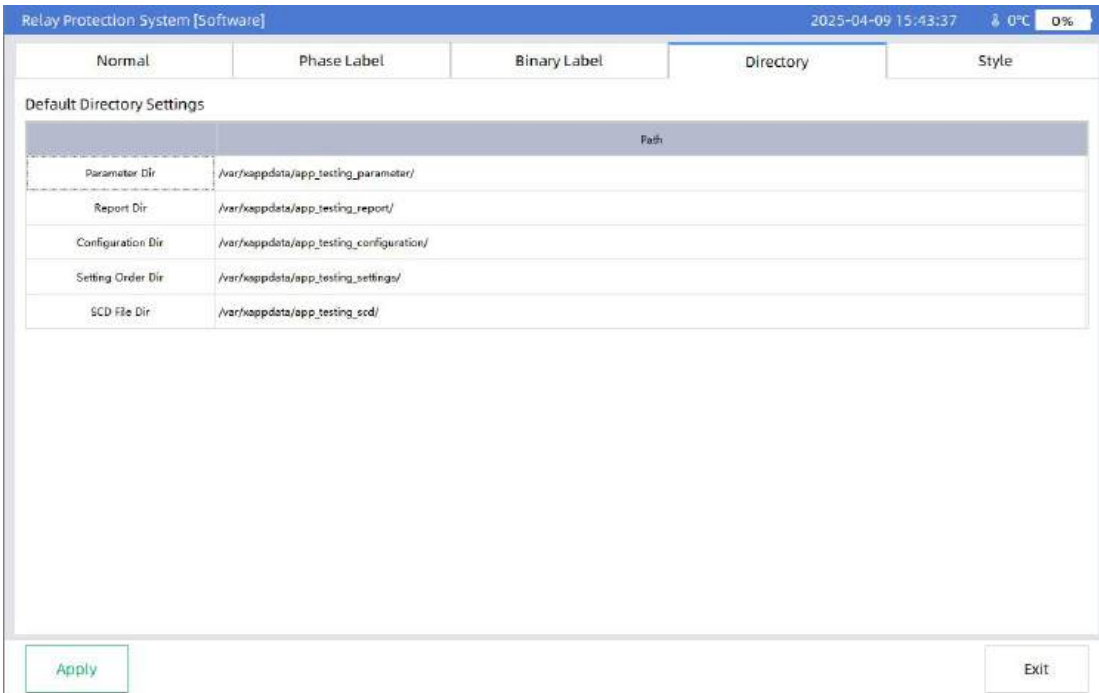 Relay Protection System [Software] 2025-04-09 15:43:37 0℃ 0%
Normal Phase Label Binary Label Directory Style
Default Directory Settings
Path
Parameter Dir /var/xappdata/app_testing_parameter/
Report Dir /var/xappdata/app_testing_report/
Configuration Dir /var/xappdata/app_testing_configuration/
Setting Order Dir /var/xappdata/app_testing_settings/
SCD File Dir /var/xappdata/app_testing_scd/
Apply Exit